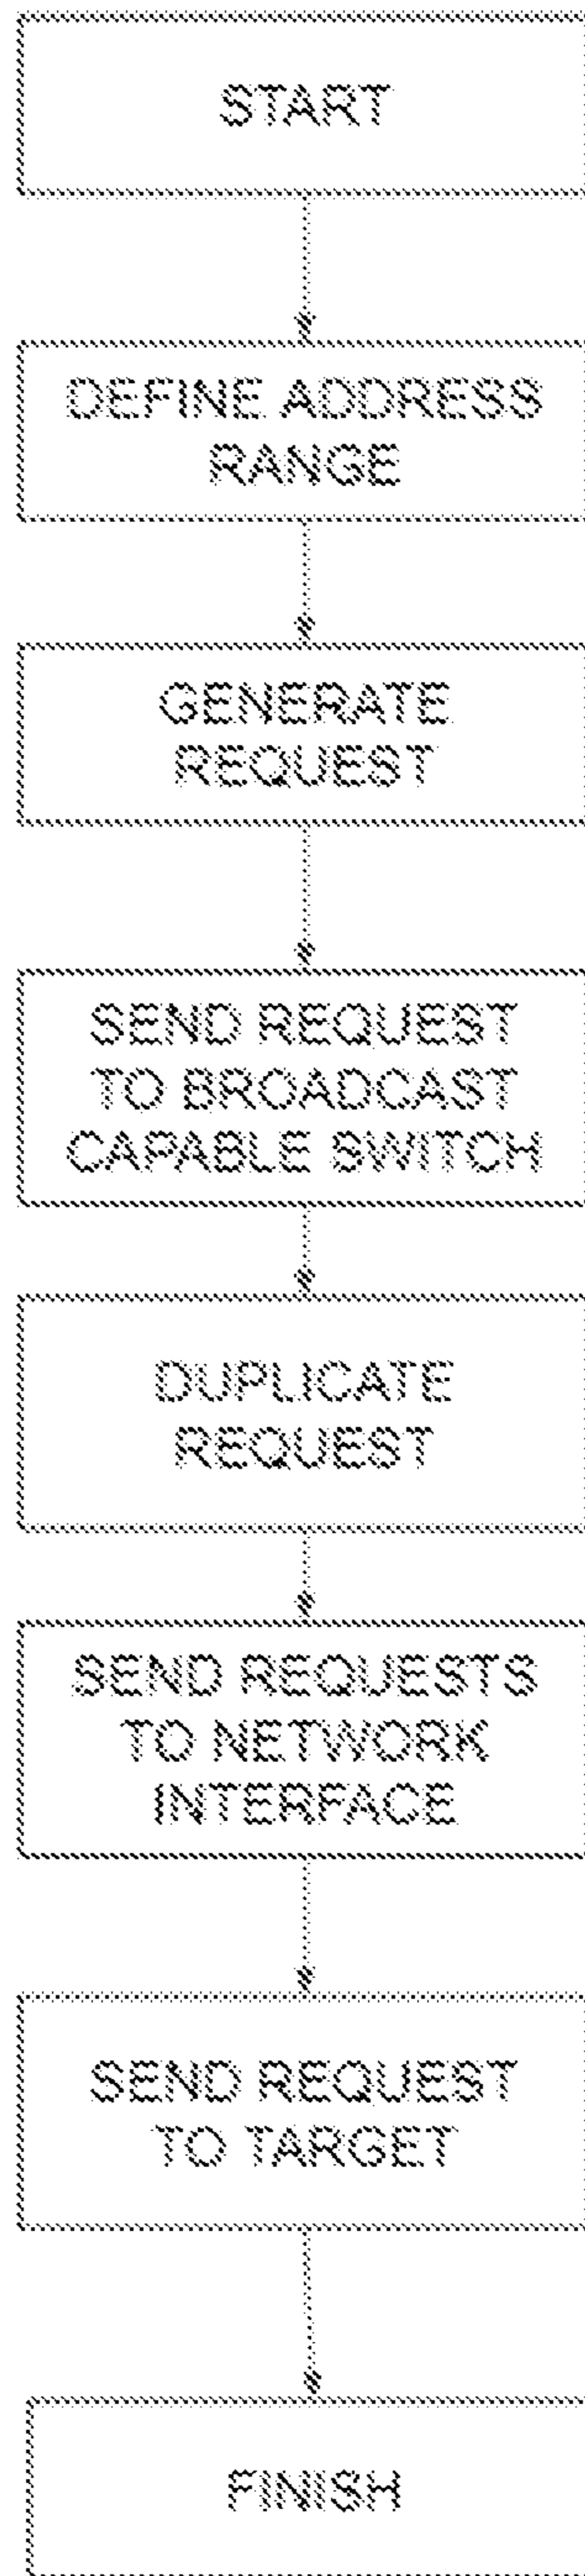 START
DEFINE ADDRESS
RANGE
GENERATE
REQUEST
SEND REQUEST
TO BROADCAST
CAPABLE SWITCH
DUPLICATE
REQUEST
SEND REQUESTS
TO NETWORK
INTERFACE
SEND REQUEST
TO TARGET
FINISH